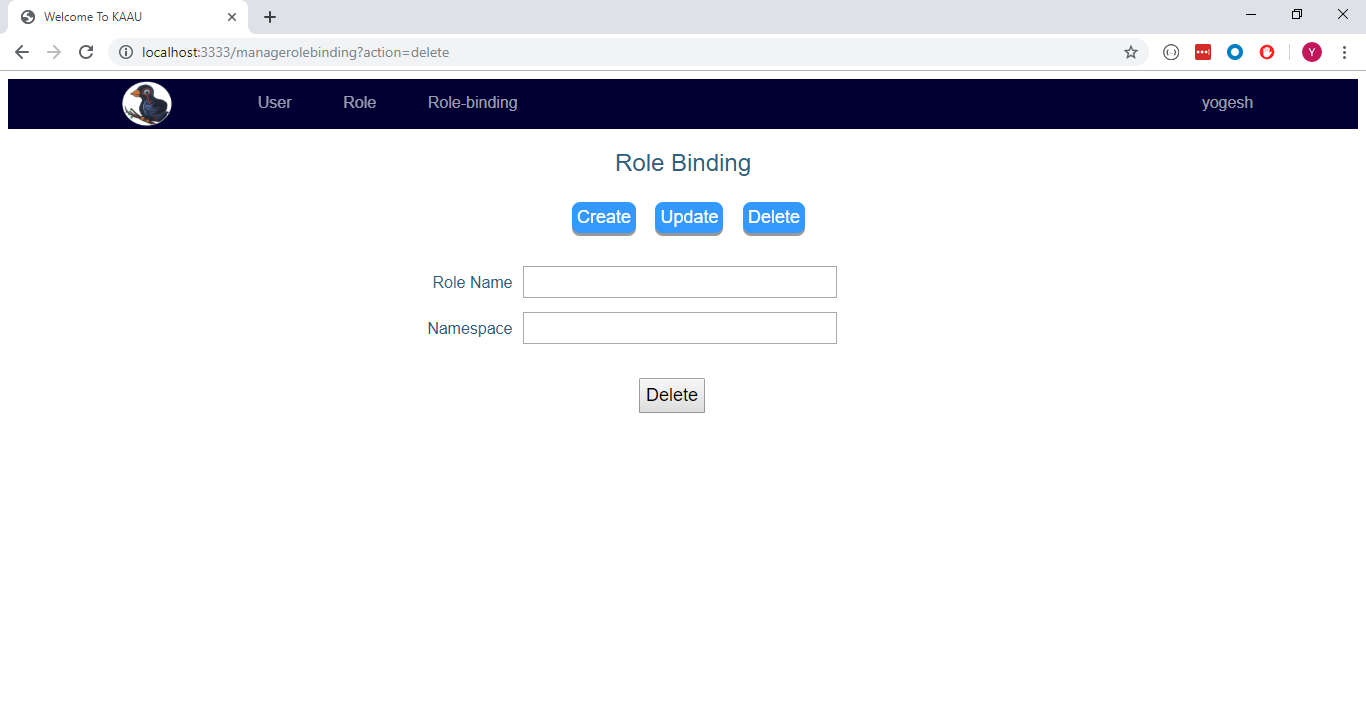 Welcome To KAAU
localhost:3333/managerolebinding?action=delete
Y
User Role Role-binding yogesh
Role Binding
Create Update Delete
Role Name
Namespace
Delete